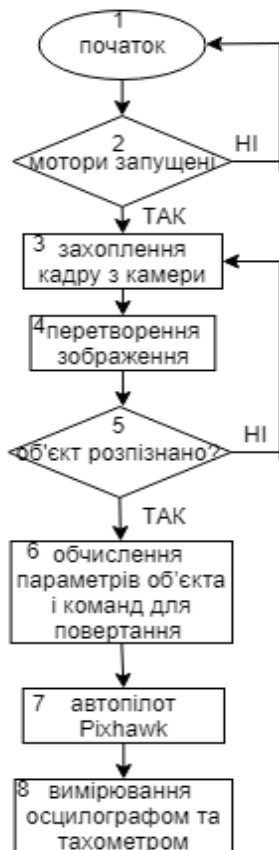 1
початок
2
мотори запущені
НІ
ТАК
3 захоплення
кадру з камери
4 перетворення
зображення
5
об'єкт розпізнано?
НІ
ТАК
6 обчислення
параметрів об'єкта
і команд для
повертання
7 автопілот
Pixhawk
8 вимірювання
осцилографом та
тахометром